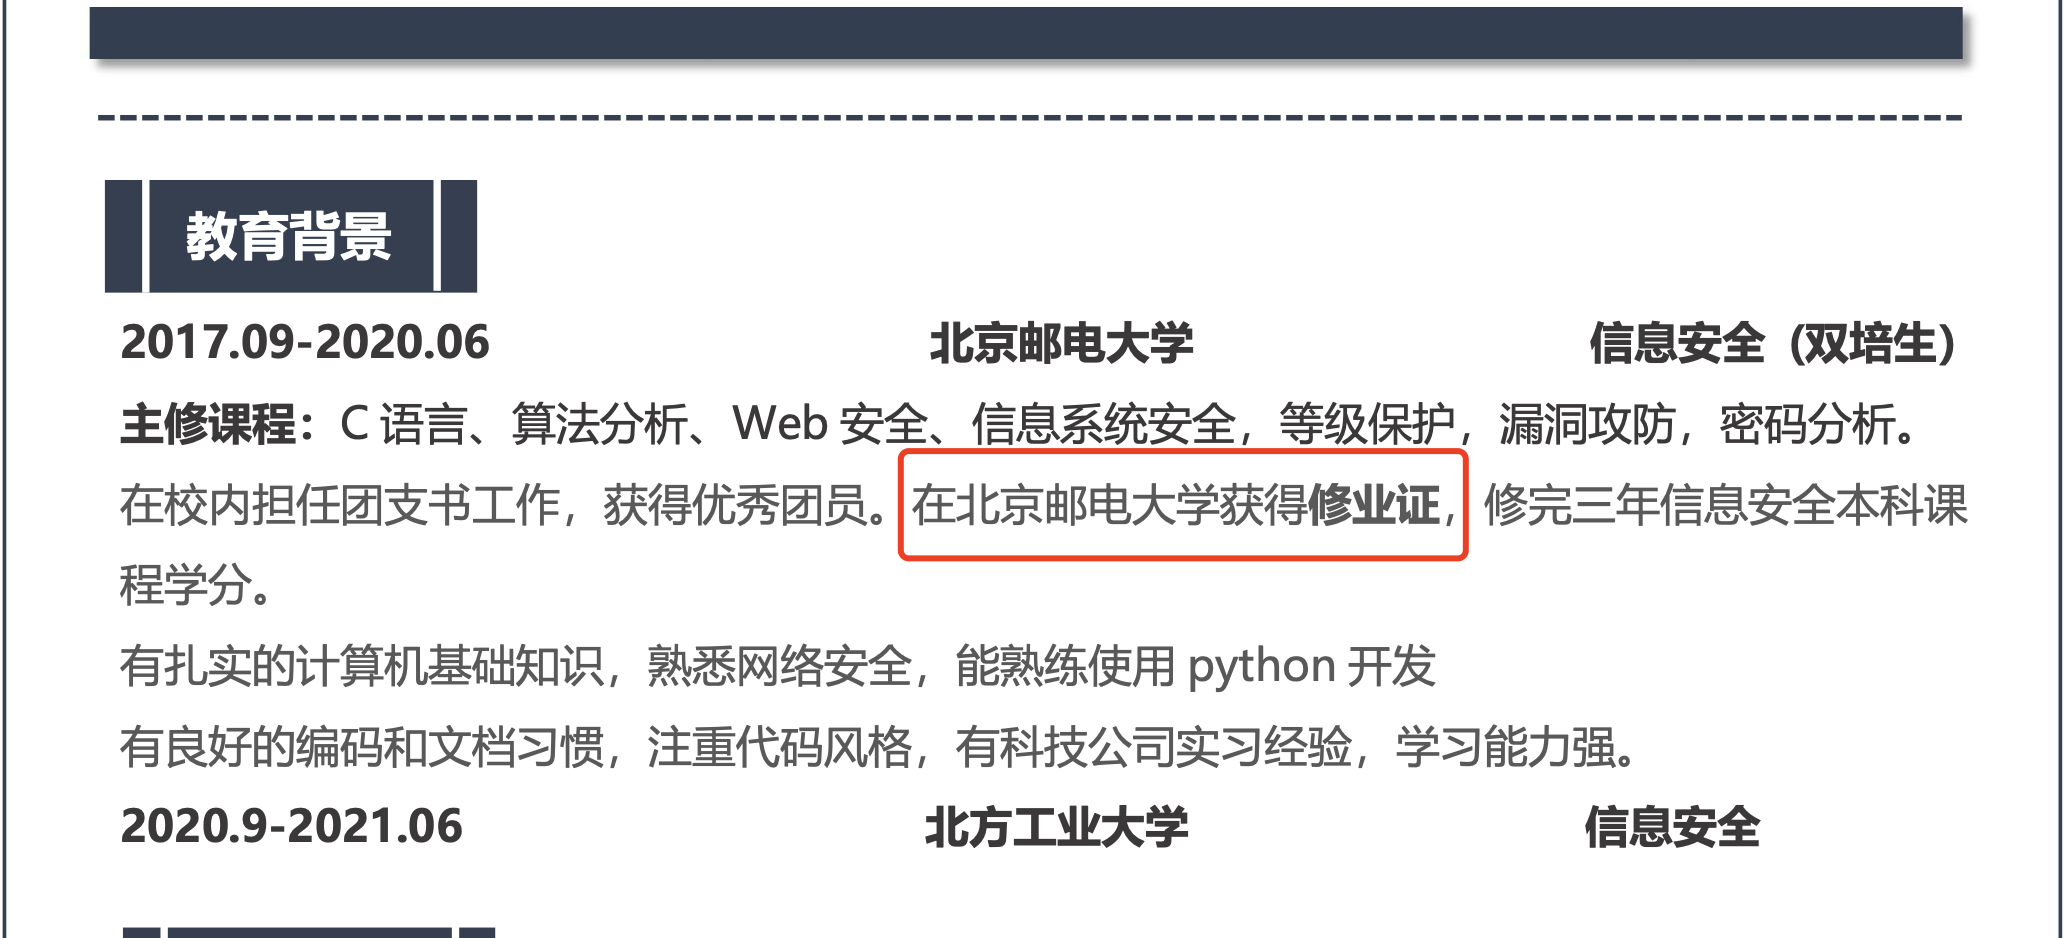 教育背景
2017.09-2020.06 北京邮电大学 信息安全（双培生）
主修课程：C 语言、算法分析、Web 安全、信息系统安全，等级保护，漏洞攻防，密码分析。
在校内担任团支书工作，获得优秀团员。在北京邮电大学获得修业证，修完三年信息安全本科课
程学分。
有扎实的计算机基础知识，熟悉网络安全，能熟练使用 python 开发
有良好的编码和文档习惯，注重代码风格，有科技公司实习经验，学习能力强。
2020.9-2021.06 北方工业大学 信息安全